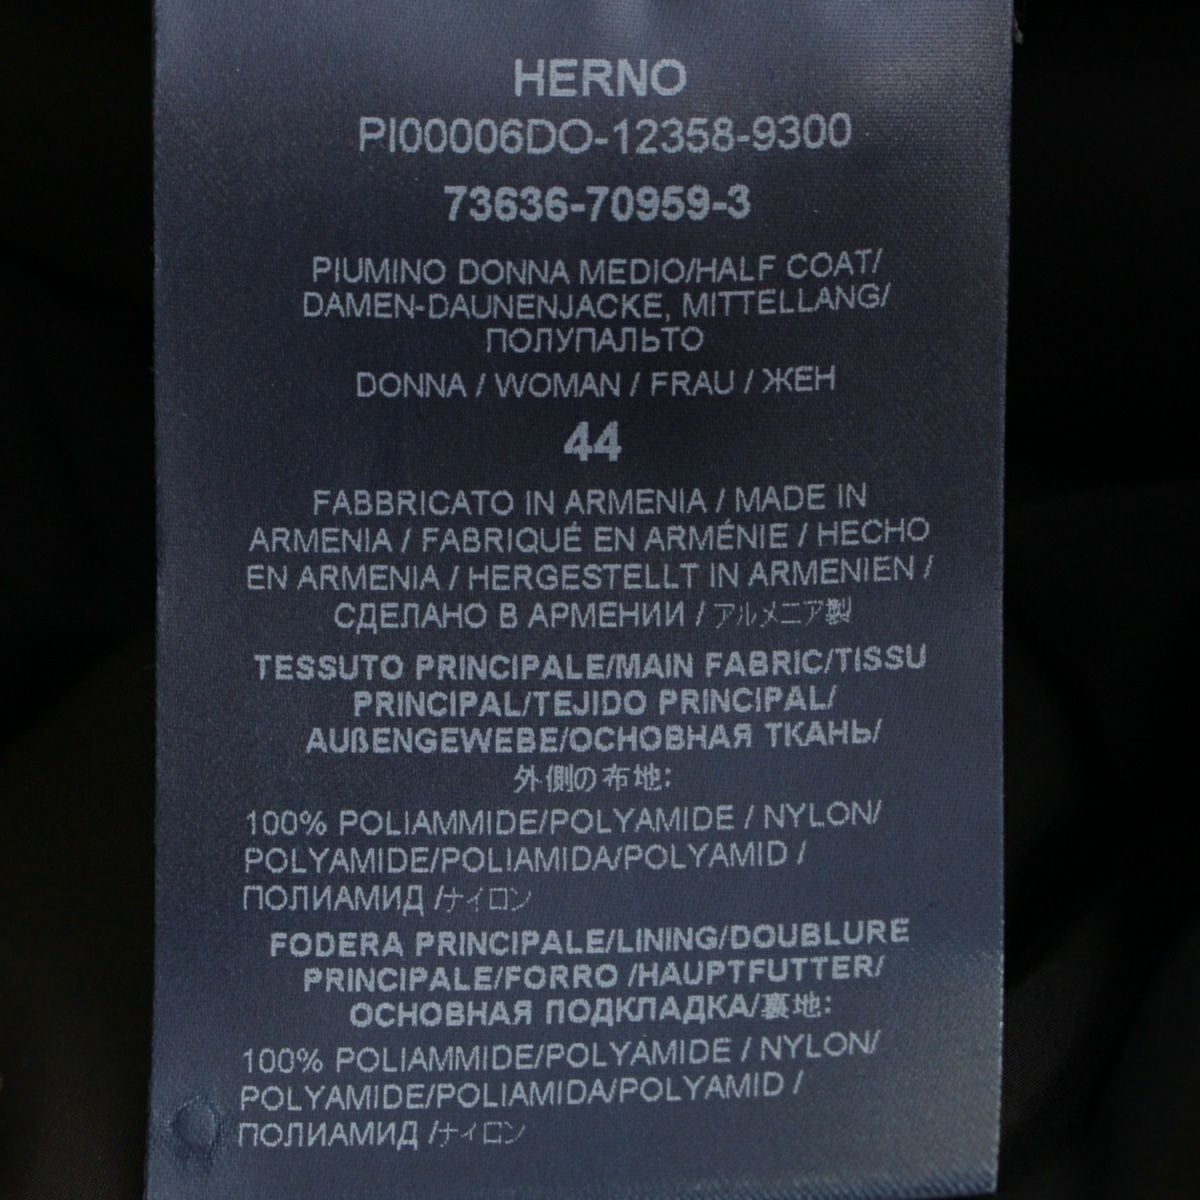 HERNO
PI00006DO-12358-9300
73636-70959-3
PIUMINO DONNA MEDIO/HALF COAT/
DAMEN-DAUNENJACKE, MITTELLANG/
ПОЛУПАЛЬТО
DONNA / WOMAN / FRAU / ЖЕН
44
FABBRICATO IN ARMENIA / MADE IN
ARMENIA / FABRIQUÉ EN ARMÉNIE / HECHO
EN ARMENIA / HERGESTELLT IN ARMENIEN /
СДЕЛАНО В АРМЕНИИ / アルメニア製
TESSUTO PRINCIPALE/MAIN FABRIC/TISSU
PRINCIPAL/TEJIDO PRINCIPAL/
AUßENGEWEBE/ОСНОВНАЯ ТКАНЬ/
外側の布地:
100% POLIAMMIDE/POLYAMIDE / NYLON/
POLYAMIDE/POLIAMIDA/POLYAMID /
ПОЛИАМИД /ナイロン
FODERA PRINCIPALE/LINING/DOUBLURE
PRINCIPALE/FORRO /HAUPTFUTTER/
ОСНОВНАЯ ПОДКЛАДКА/裏地:
100% POLIAMMIDE/POLYAMIDE / NYLON/
POLYAMIDE/POLIAMIDA/POLYAMID /
ПОЛИАМИД /ナイロン